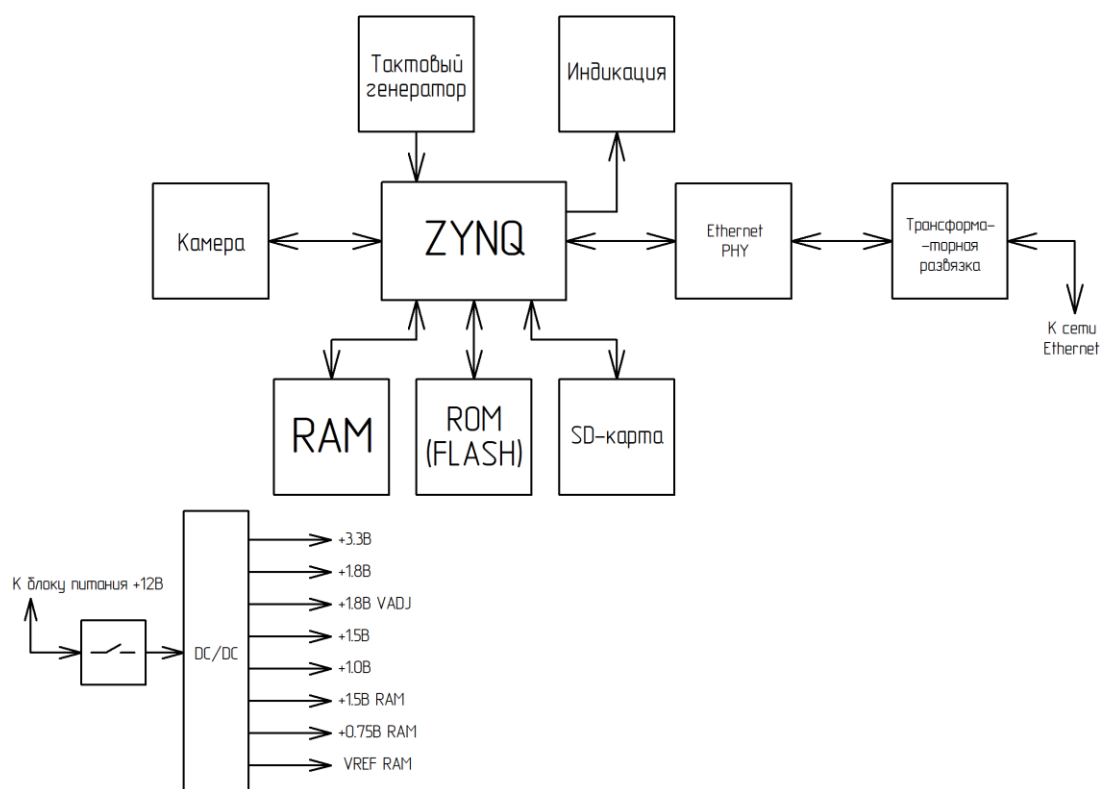 Тактовый
генератор
Индикация
Камера
ZYNQ
Ethernet
PHY
Трансформа-
-торная
развязка
К сети
Ethernet
RAM
ROM
(FLASH)
SD-карта
К блоку питания +12В
DC/DC
+3.3В
+1.8В
+1.8В VADJ
+1.5В
+1.0В
+1.5В RAM
+0.75В RAM
VREF RAM